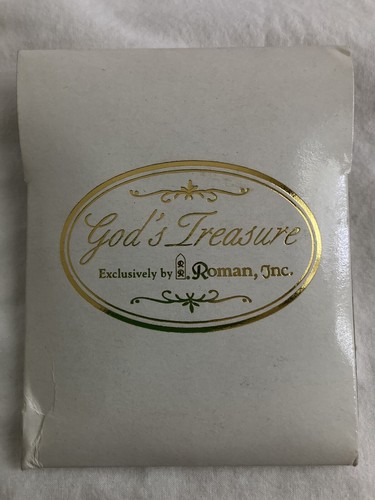 God's Treasure
Exclusively by Roman, Inc.